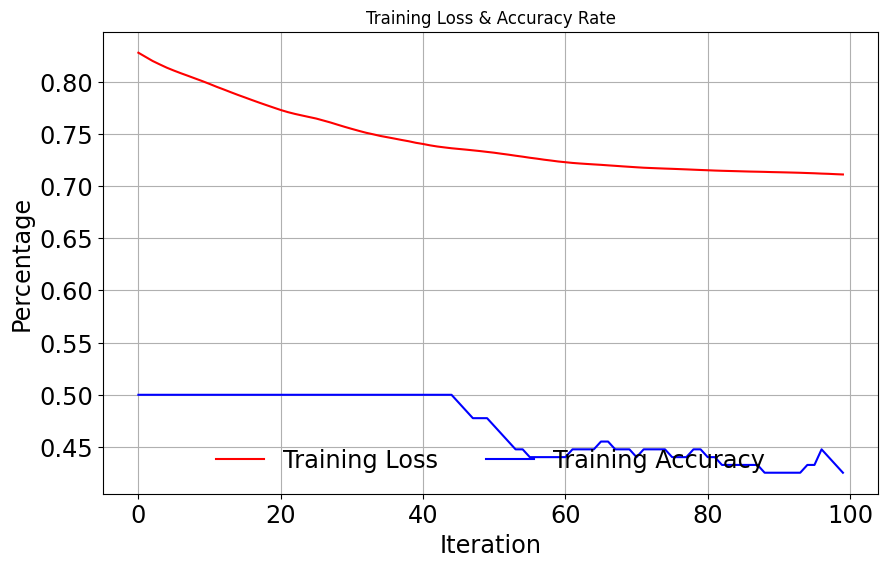 Training Loss & Accuracy Rate
0.80
0.75
0.70
0.65
0.60
0.55
0.50
0.45
Percentage
Training Loss
Training Accuracy
0 20 40 60 80 100
Iteration